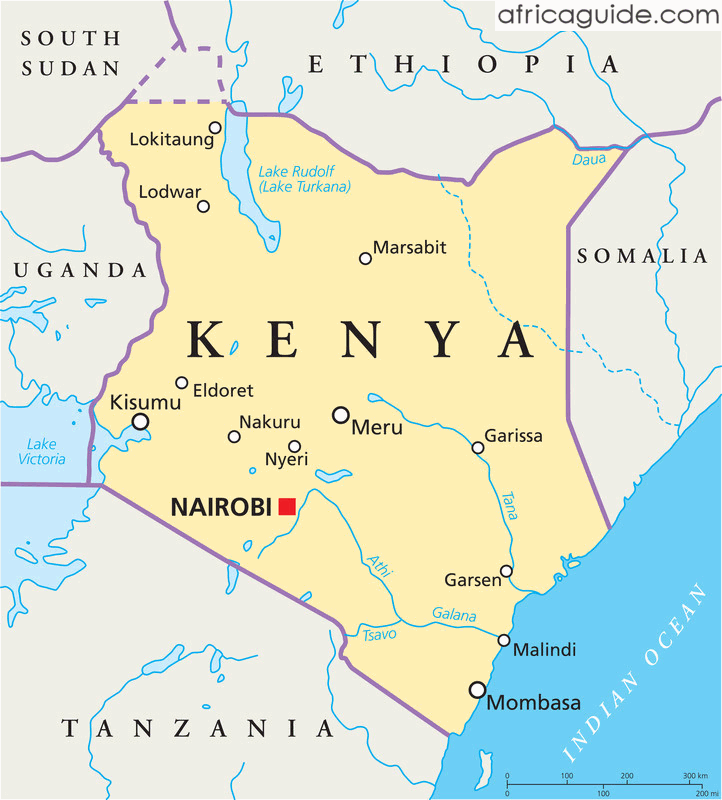 africaguide.com
SOUTH
SUDAN
ETHIOPIA
Lokitaung
Daua
Lake Rudolf
(Lake Turkana)
Lodwar
Marsabit
UGANDA
SOMALIA
KENYA
Eldoret
Kisumu
Nakuru
Meru
Garissa
Lake
Victoria
Nyeri
NAIROBI
Tana
Athi
Garsen
Galana
Tsavo
Malindi
INDIAN OCEAN
Mombasa
TANZANIA
0 100 200 300 km
0 100 200 mi